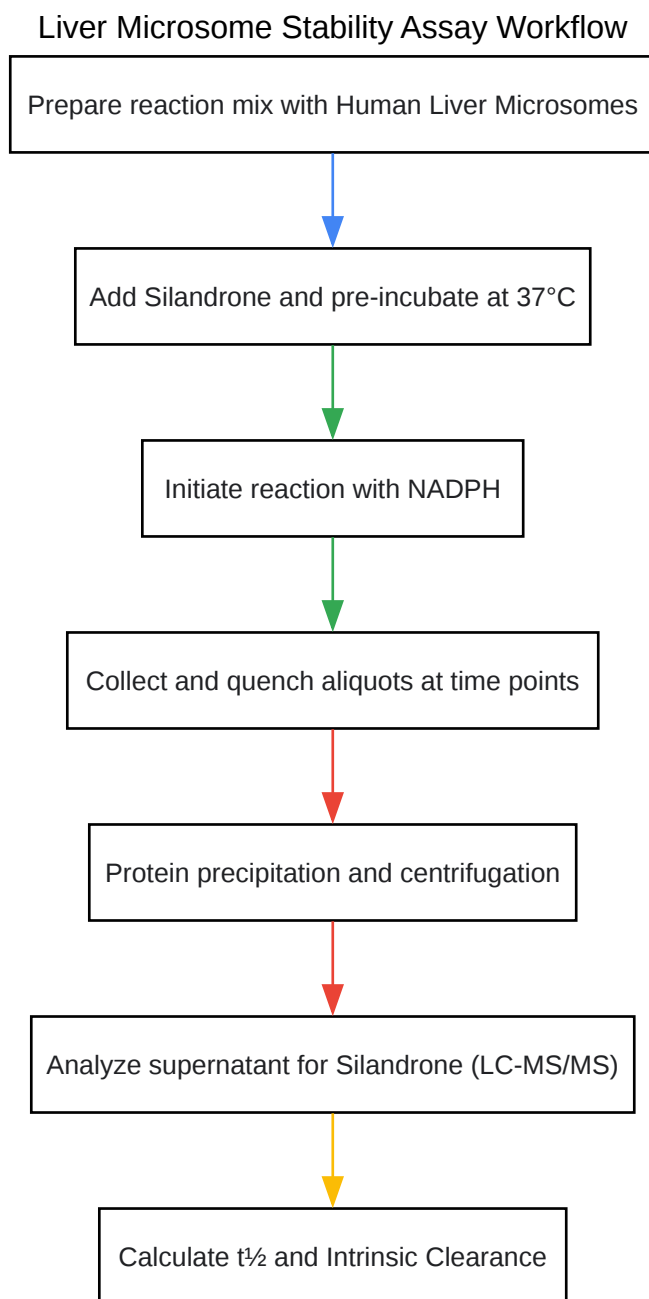 Liver Microsome Stability Assay Workflow
Prepare reaction mix with Human Liver Microsomes
Add Silandrone and pre-incubate at 37°C
Initiate reaction with NADPH
Collect and quench aliquots at time points
Protein precipitation and centrifugation
Analyze supernatant for Silandrone (LC-MS/MS)
Calculate t½ and Intrinsic Clearance